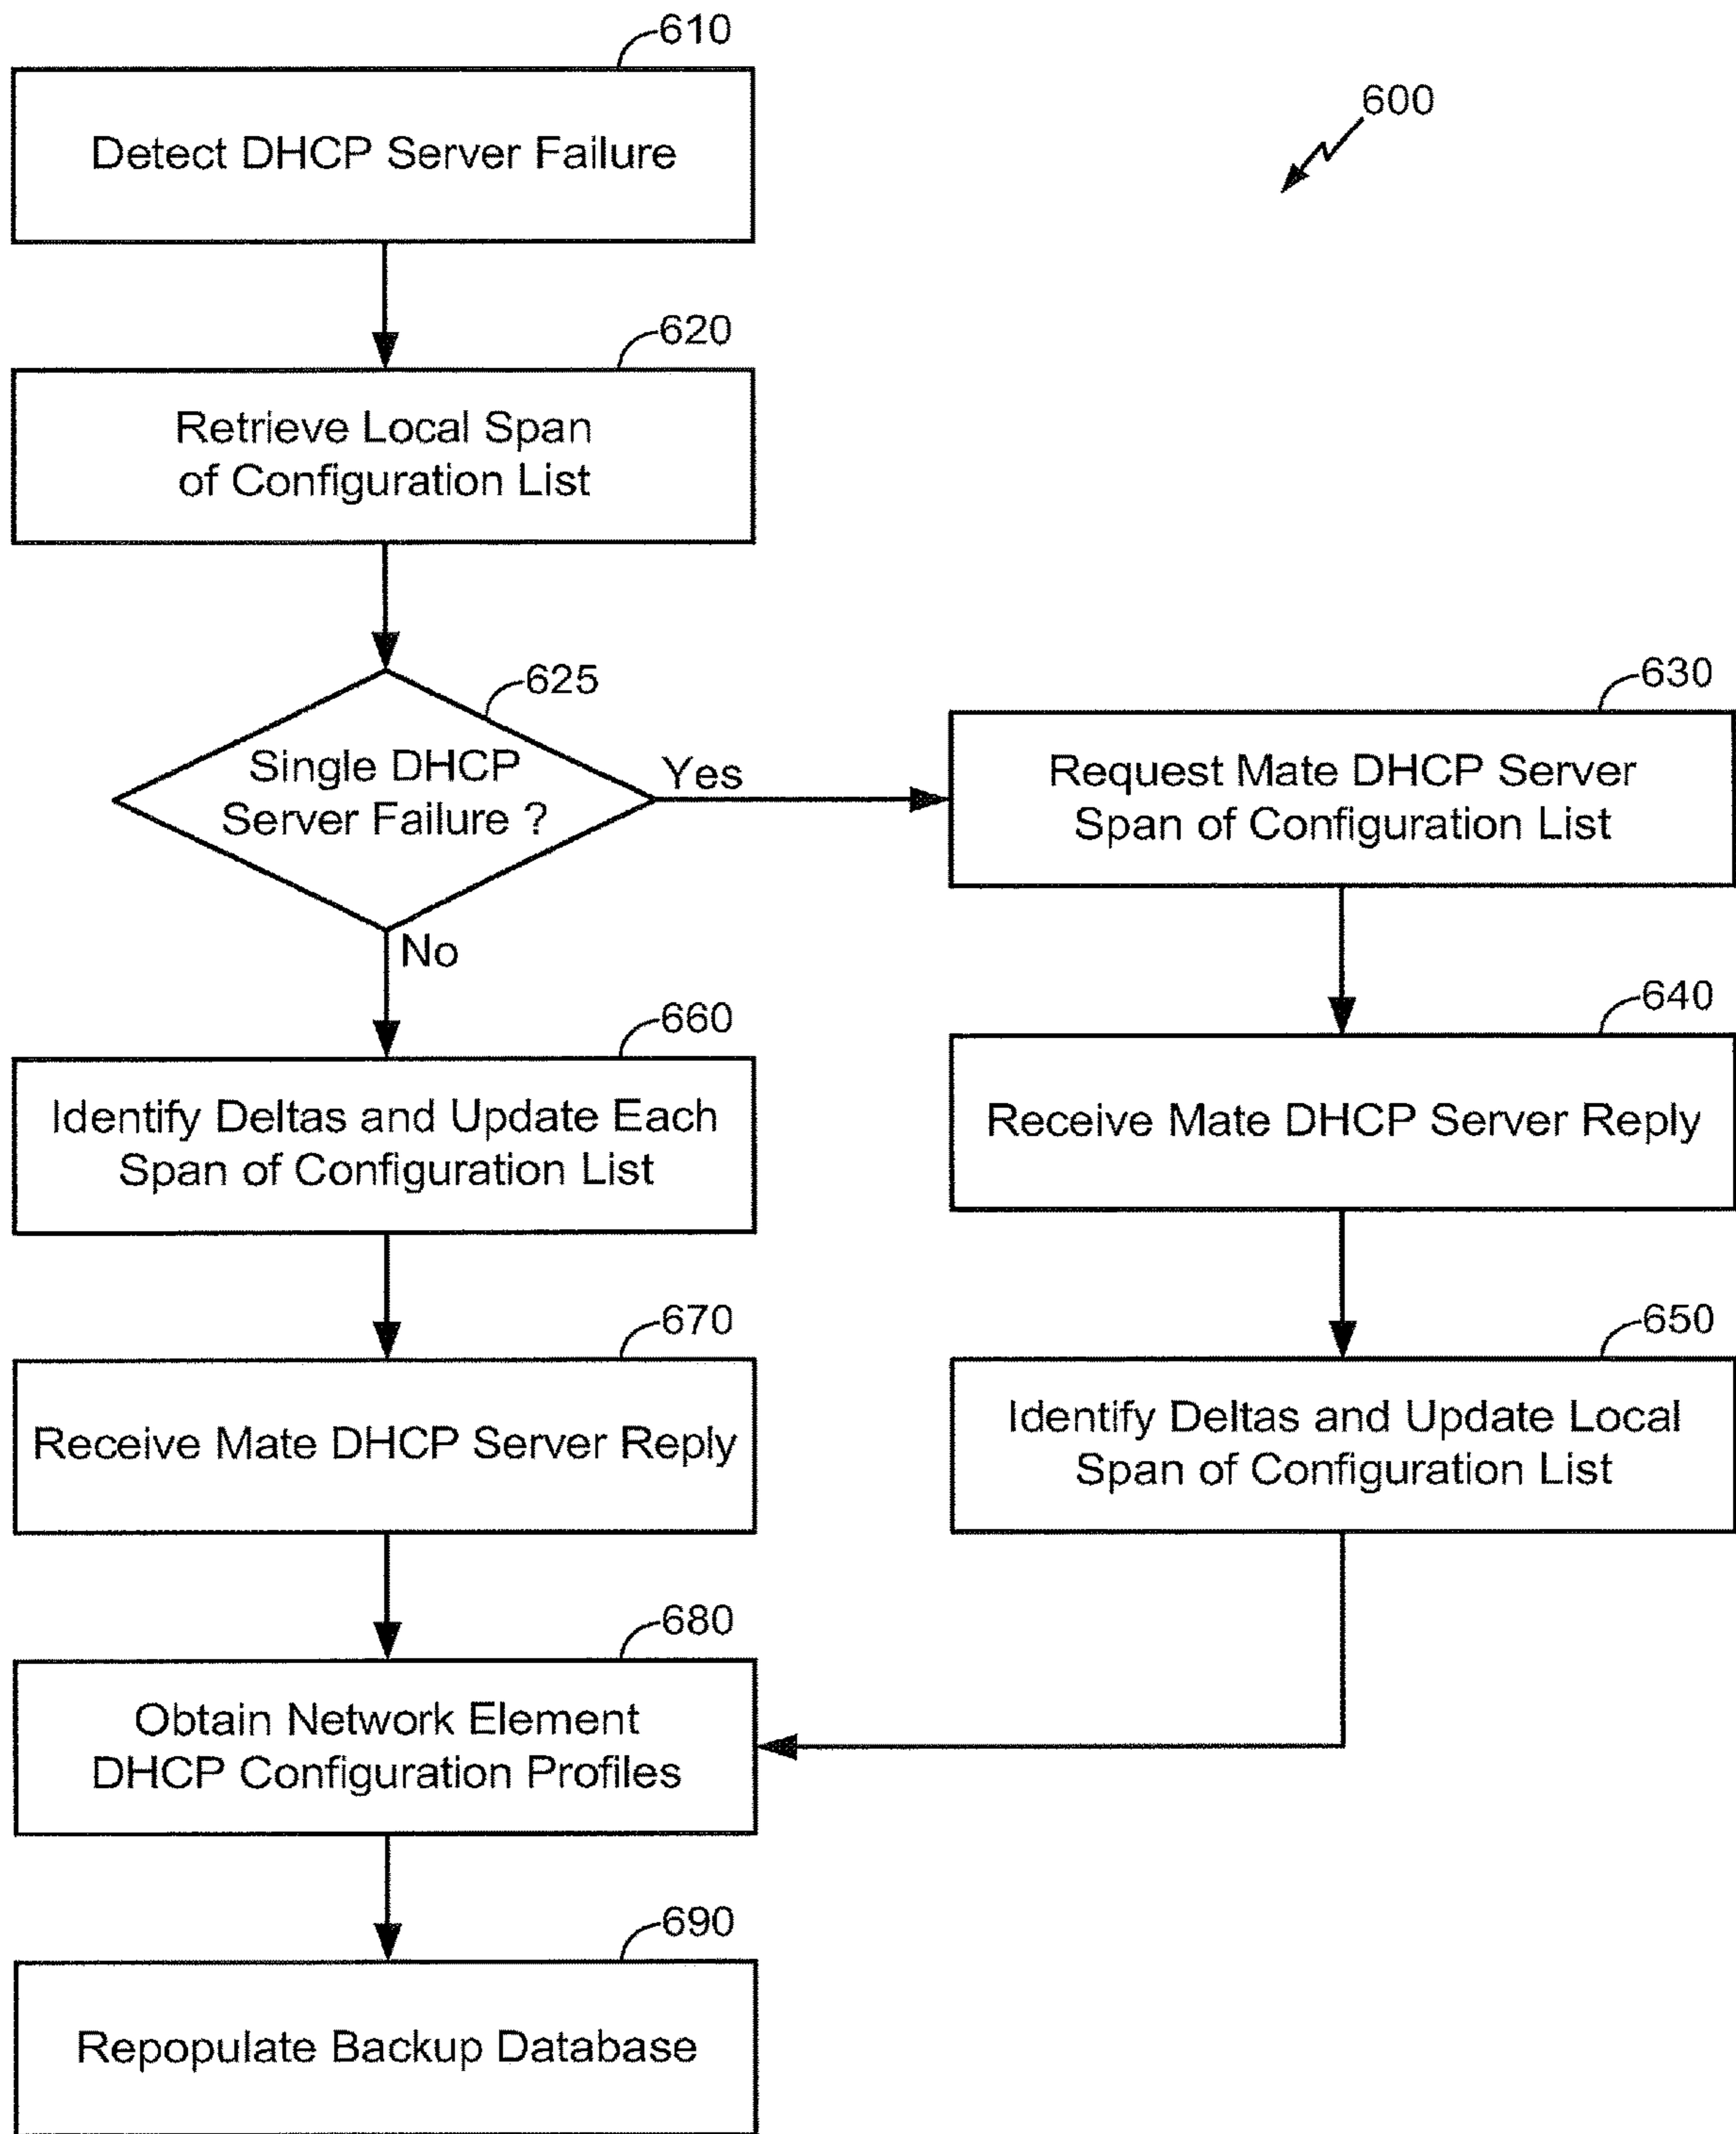 610
Detect DHCP Server Failure
600
620
Retrieve Local Span
of Configuration List
625
Single DHCP
Server Failure ?
Yes
No
630
Request Mate DHCP Server
Span of Configuration List
640
Receive Mate DHCP Server Reply
650
Identify Deltas and Update Local
Span of Configuration List
660
Identify Deltas and Update Each
Span of Configuration List
670
Receive Mate DHCP Server Reply
680
Obtain Network Element
DHCP Configuration Profiles
690
Repopulate Backup Database